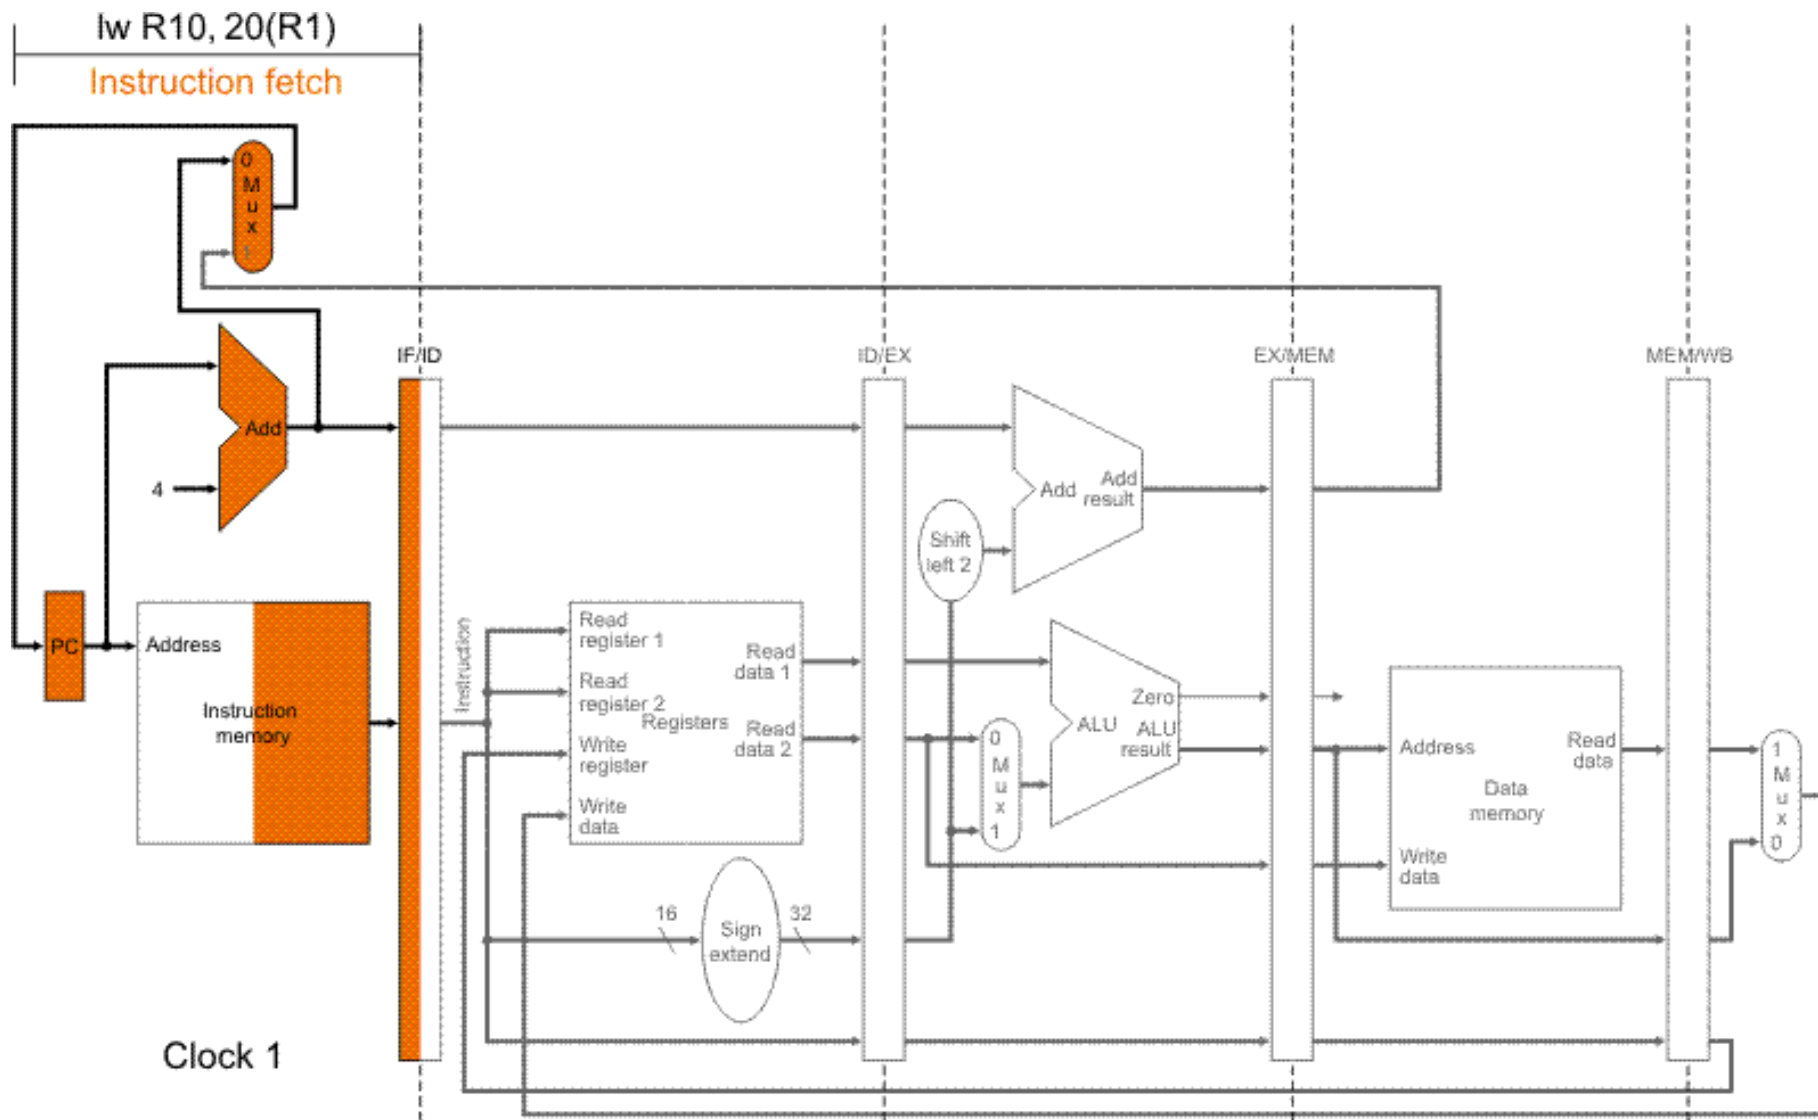 lw R10, 20(R1)
Instruction fetch
0
M
u
x
1
IF/ID
ID/EX
EX/MEM
MEM/WB
Add
4
Add
Add
result
Shift
left 2
PC
Address
Instruction
memory
Instruction
Read
register 1
Read
register 2
Write
register
Write
data
Registers
Read
data 1
Read
data 2
0
M
u
x
1
ALU
Zero
ALU
result
Address
Read
data
Data
memory
Write
data
1
M
u
x
0
16
Sign
extend
32
Clock 1